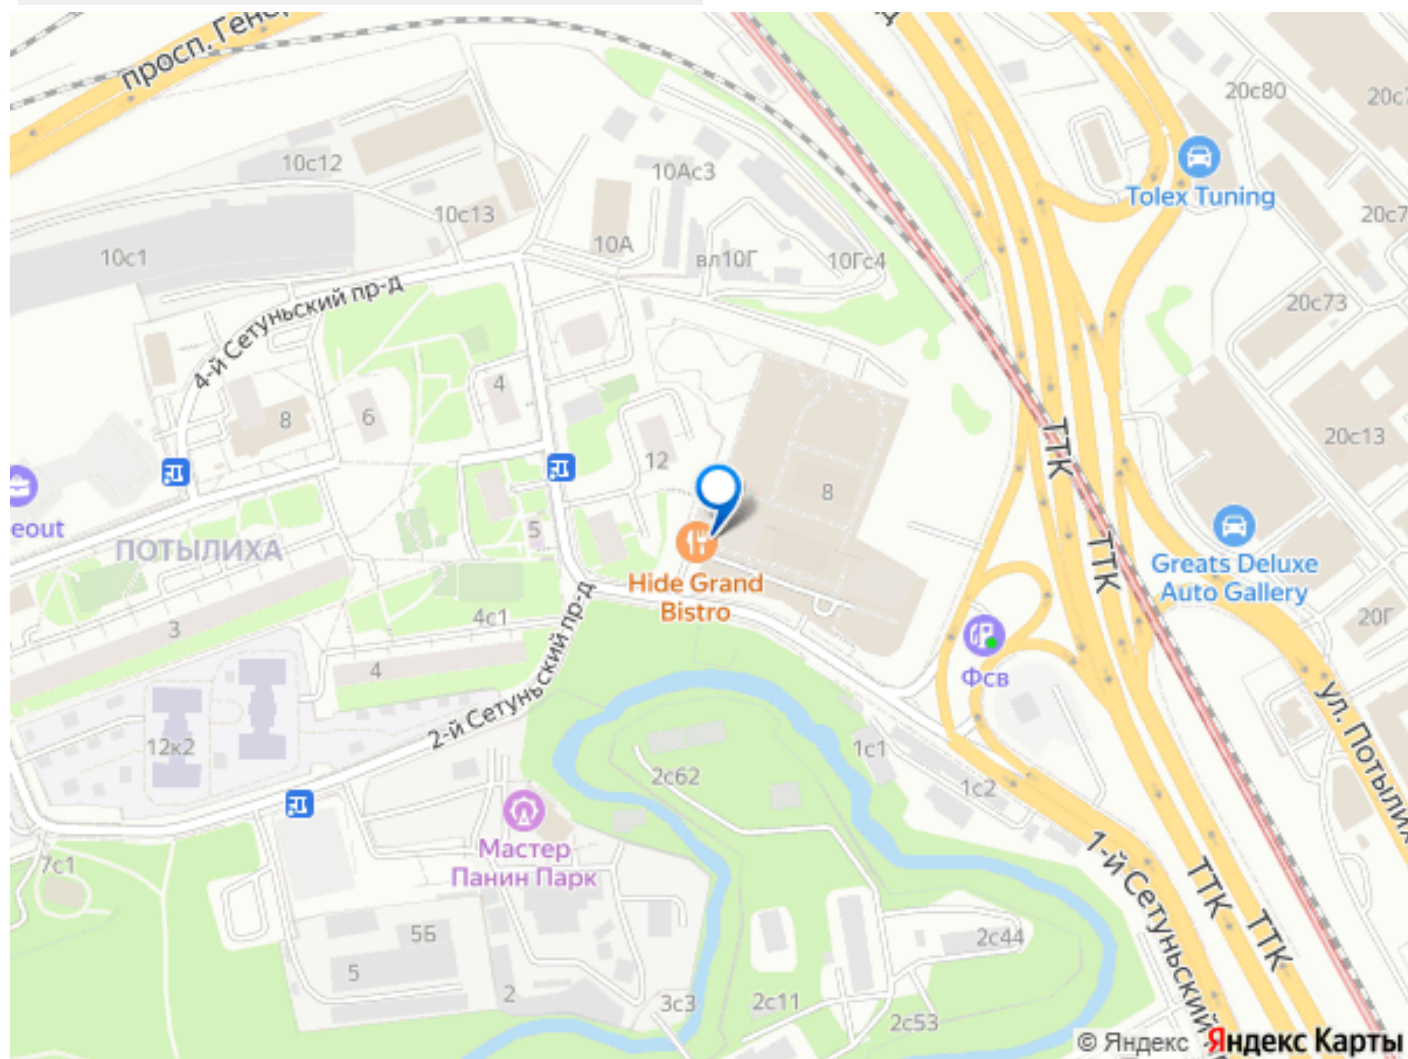 просп. Генер
20с80
20с7
Tolex Tuning
10с12
10Ас3
10с13
20с7
10с1
10А
вл10Г
10Гс4
4-й Сетуньский пр-д
20с73
4
8
6
20с13
12
ТТК
8
eout
ПОТЫЛИХА
5
ТТК
Greats Deluxe
Auto Gallery
Hide Grand
Bistro
3
4с1
20Г
4
2-й Сетуньский пр-д
Фсв
12к2
1с1
ул. Потылих
2с62
1с2
Мастер
Панин Парк
7с1
1-й Сетуньский
ТТК
ТТК
5Б
2с44
5
2
3с3
2с11
2с53
© Яндекс Яндекс Карты